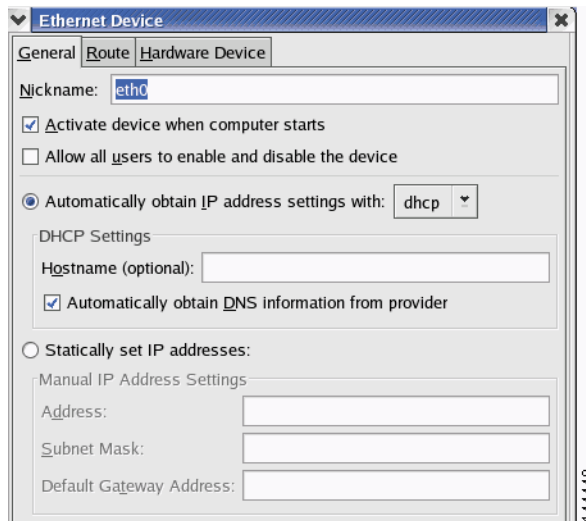 Ethernet Device
General Route Hardware Device
Nickname: eth0
Activate device when computer starts
Allow all users to enable and disable the device
Automatically obtain IP address settings with: dhcp
DHCP Settings
Hostname (optional):
Automatically obtain DNS information from provider
Statically set IP addresses:
Manual IP Address Settings
Address:
Subnet Mask:
Default Gateway Address: